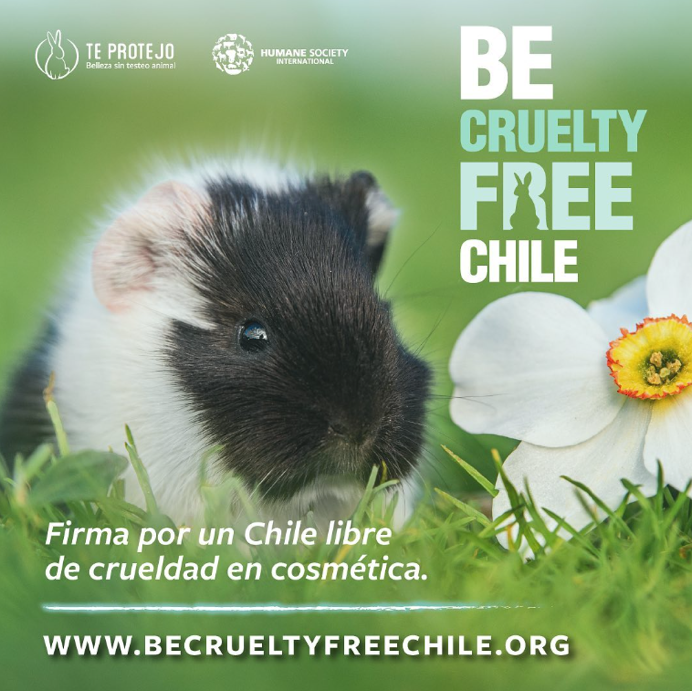 TE PROTEJO
Belleza sin testeo animal
HUMANE SOCIETY
INTERNATIONAL
BE
CRUELTY
FREE
CHILE
Firma por un Chile libre
de crueldad en cosmética.
WWW.BECRUELTYFREECHILE.ORG